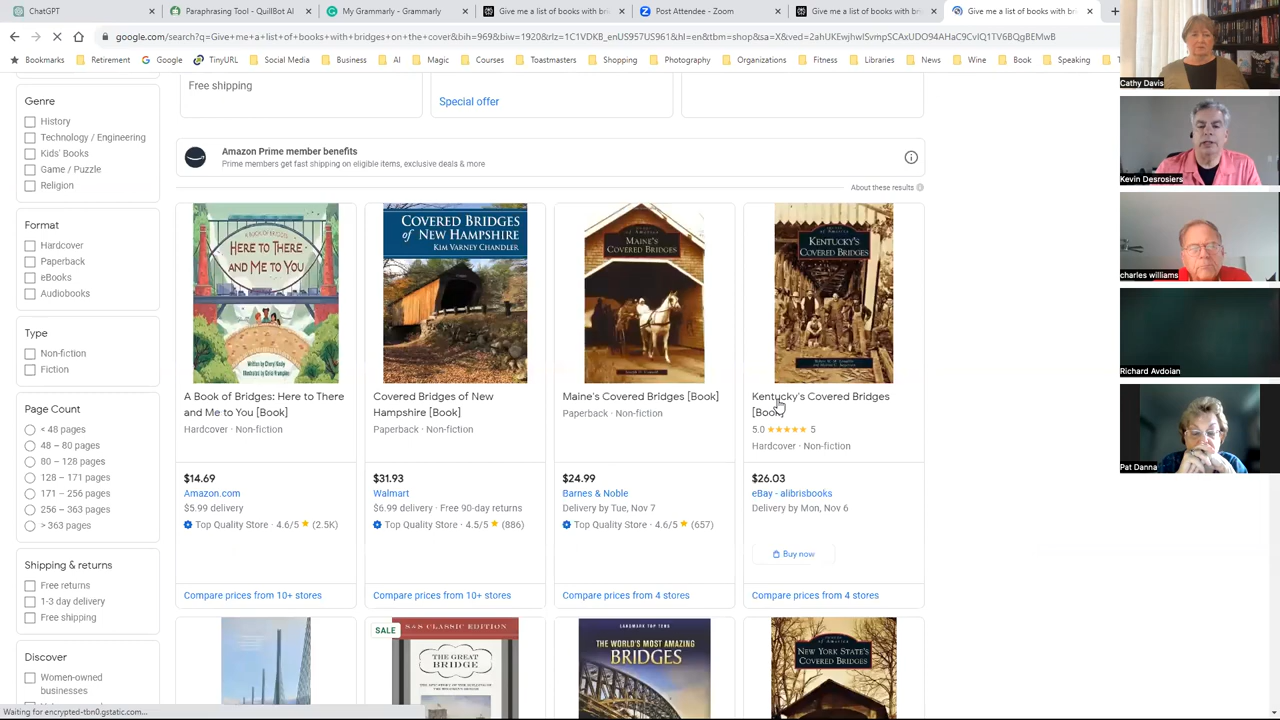 ChatGPT
Paraphrasing Tool - QuillBot AI
My Grammarly - Grammarly
Give me a list of books with bri
Post Attendee - Zoom
Give me a list of books with bri
Give me a list of books with bri
Bookmarks
Retirement
Google
TinyURL
Social Media
Business
AI
Magic
Courses
Shopping
Photography
Organizations
Fitness
Libraries
News
Wine
Book
Speaking
Free shipping
Special offer
Genre
History
Technology / Engineering
Kids' Books
Game / Puzzle
Religion
Format
Hardcover
Paperback
eBooks
Audiobooks
Type
Non-fiction
Fiction
Page Count
< 48 pages
48 – 80 pages
80 – 128 pages
128 – 171 pages
171 – 256 pages
256 – 363 pages
> 363 pages
Shipping & returns
Free returns
1-3 day delivery
Free shipping
Discover
Women-owned
businesses
Amazon Prime member benefits
Prime members get fast shipping on eligible items, exclusive deals & more
About these results
HERE TO THERE
AND ME TO YOU
COVERED BRIDGES
of NEW HAMPSHIRE
KIM VARNEY CHANDLER
MAINE'S
COVERED BRIDGES
KENTUCKY'S
COVERED BRIDGES
A Book of Bridges: Here to There
and Me to You [Book]
Hardcover · Non-fiction
$14.69
Amazon.com
$5.99 delivery
Top Quality Store · 4.6/5 ★ (2.5K)
Compare prices from 10+ stores
Covered Bridges of New
Hampshire [Book]
Paperback · Non-fiction
$31.93
Walmart
$6.99 delivery · Free 90-day returns
Top Quality Store · 4.5/5 ★ (886)
Compare prices from 10+ stores
Maine's Covered Bridges [Book]
Paperback · Non-fiction
$24.99
Barnes & Noble
Delivery by Tue, Nov 7
Top Quality Store · 4.6/5 ★ (657)
Compare prices from 4 stores
Kentucky's Covered Bridges
[Book]
5.0 ★★★★★ 5
Hardcover · Non-fiction
$26.03
eBay - alibrisbooks
Delivery by Mon, Nov 6
Buy now
Compare prices from 4 stores
SALE
S&S CLASSIC EDITION
THE GREAT
BRIDGE
LANDMARK TOP TENS
THE WORLD'S MOST AMAZING
BRIDGES
NEW YORK STATE'S
COVERED BRIDGES
Waiting for encrypted-tbn0.gstatic.com...
Cathy Davis
Kevin Desrosiers
charles williams
Richard Avdoian
Pat Danna